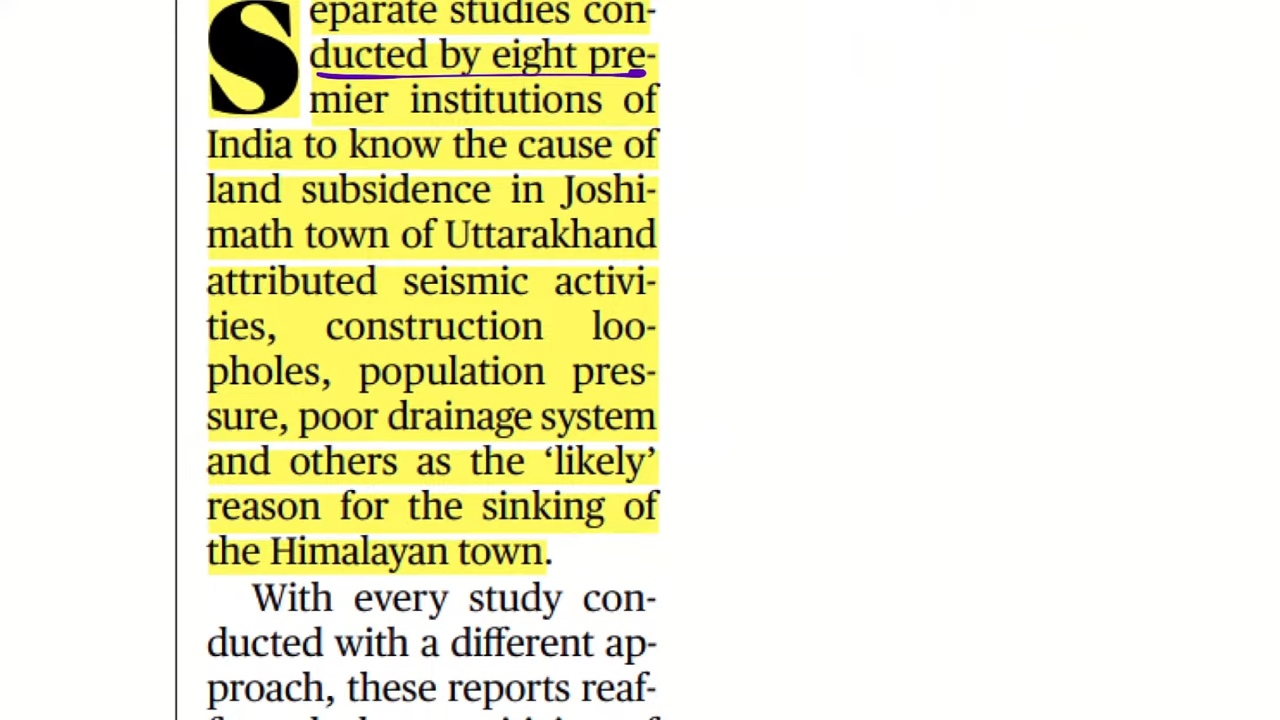 Separate studies con-
ducted by eight pre-
mier institutions of
India to know the cause of
land subsidence in Joshi-
math town of Uttarakhand
attributed seismic activi-
ties, construction loo-
pholes, population pres-
sure, poor drainage system
and others as the ‘likely’
reason for the sinking of
the Himalayan town.
With every study con-
ducted with a different ap-
proach, these reports reaf-